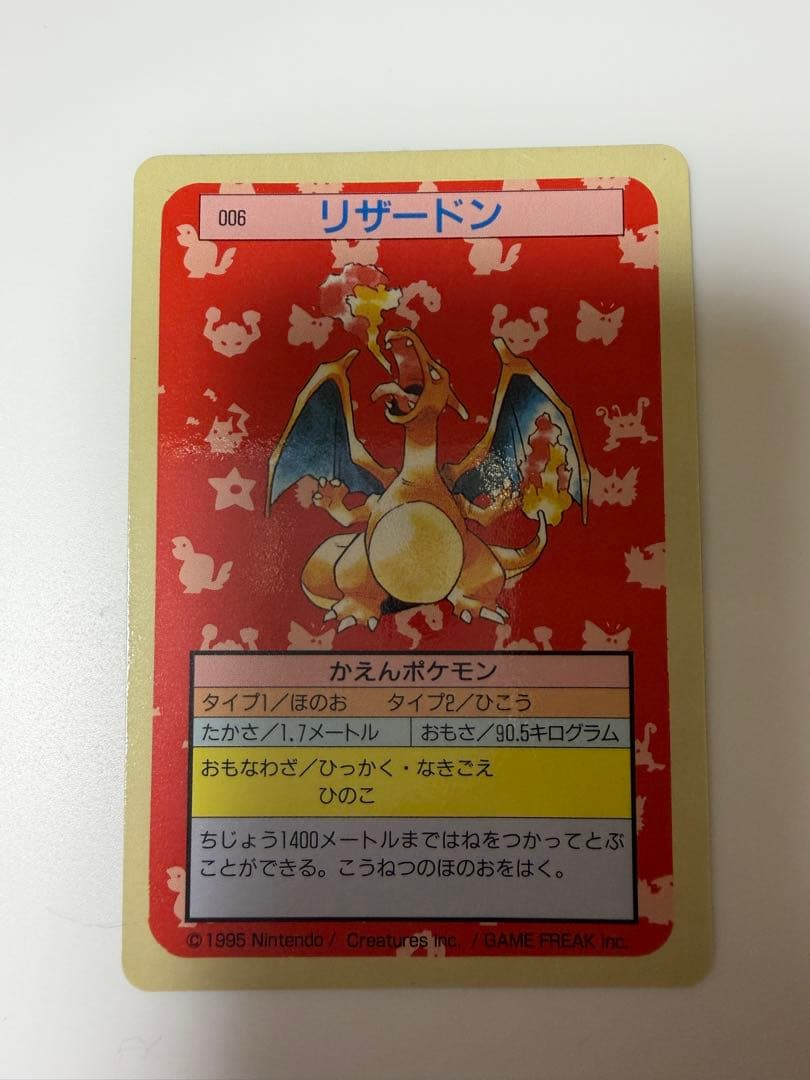 006 リザードン
かえんポケモン
タイプ1/ほのお タイプ2/ひこう
たかさ/1.7メートル おもさ/90.5キログラム
おもなわざ/ひっかく・なきごえ
ひのこ
ちじょう1400メートルまではねをつかってとぶ
ことができる。こうねつのほのおをはく。
©1995 Nintendo / Creatures inc. / GAME FREAK inc.